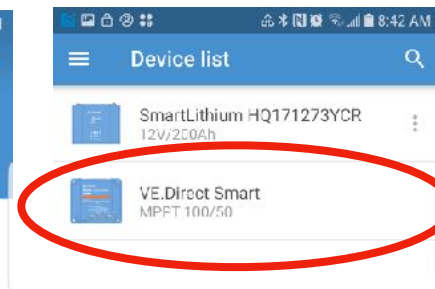 8:42 AM
Device list
SmartLithium HQ171273YCR
12V/200Ah
VE.Direct Smart
MPPT 100/50